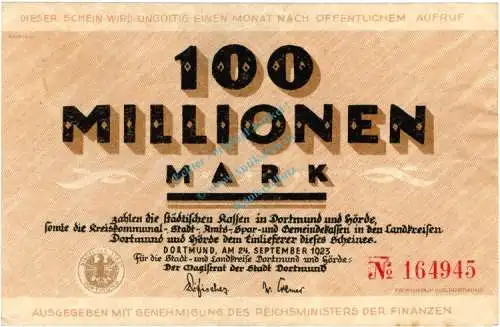 DIESER SCHEIN WIRD UNGÜLTIG EINEN MONAT NACH ÖFFENTLICHEM AUFRUF
100
MILLIONEN
MARK
zahlen die städtischen Kassen in Dortmund und Hörde,
sowie die Kreiskommunal-Stadt-Amts-Spar-und Gemeindekassen in den Landkreisen
Dortmund und Hörde dem Einlieferer dieses Scheines.
DORTMUND, AM 24. SEPTEMBER 1923
Für die Stadt-und Landkreise Dortmund und Hörde:
Der Magistrat der Stadt Dortmund
№ 164945
AUSGEGEBEN MIT GENEHMIGUNG DES REICHSMINISTERS DER FINANZEN